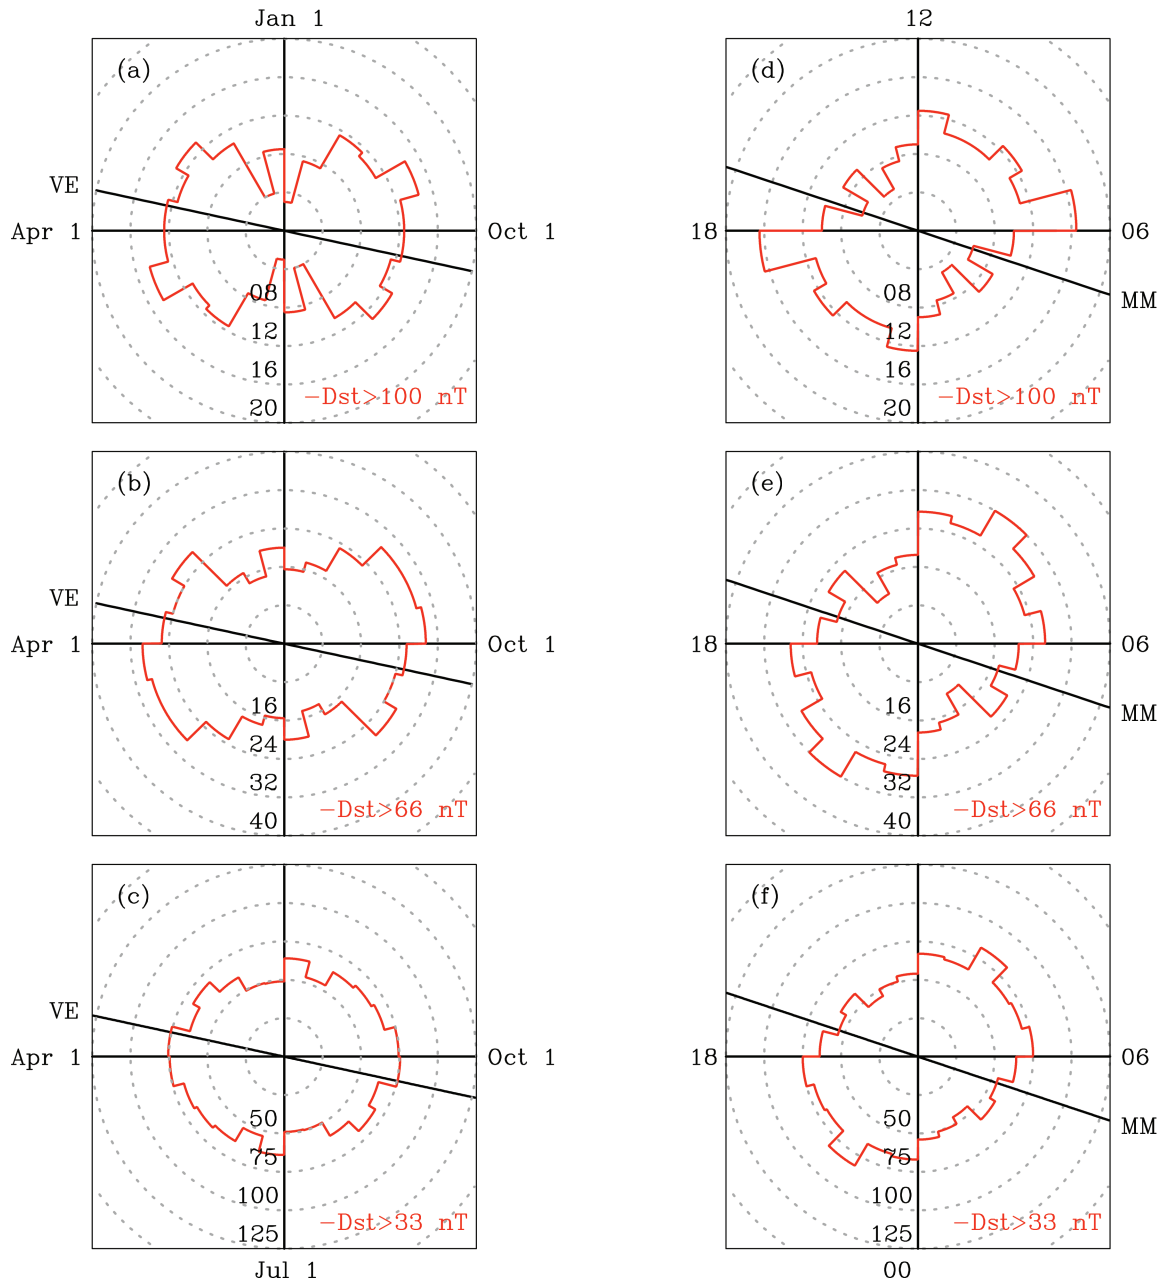 Jan 1
12
(a)
(d)
VE
Apr 1
Oct 1
18
06
MM
08
12
16
20
-Dst>100 nT
08
12
16
20
-Dst>100 nT
(b)
(e)
VE
Apr 1
Oct 1
18
06
MM
16
24
32
40
-Dst>66 nT
16
24
32
40
-Dst>66 nT
(c)
(f)
VE
Apr 1
Oct 1
18
06
MM
50
75
100
125
-Dst>33 nT
50
75
100
125
-Dst>33 nT
Jul 1
00